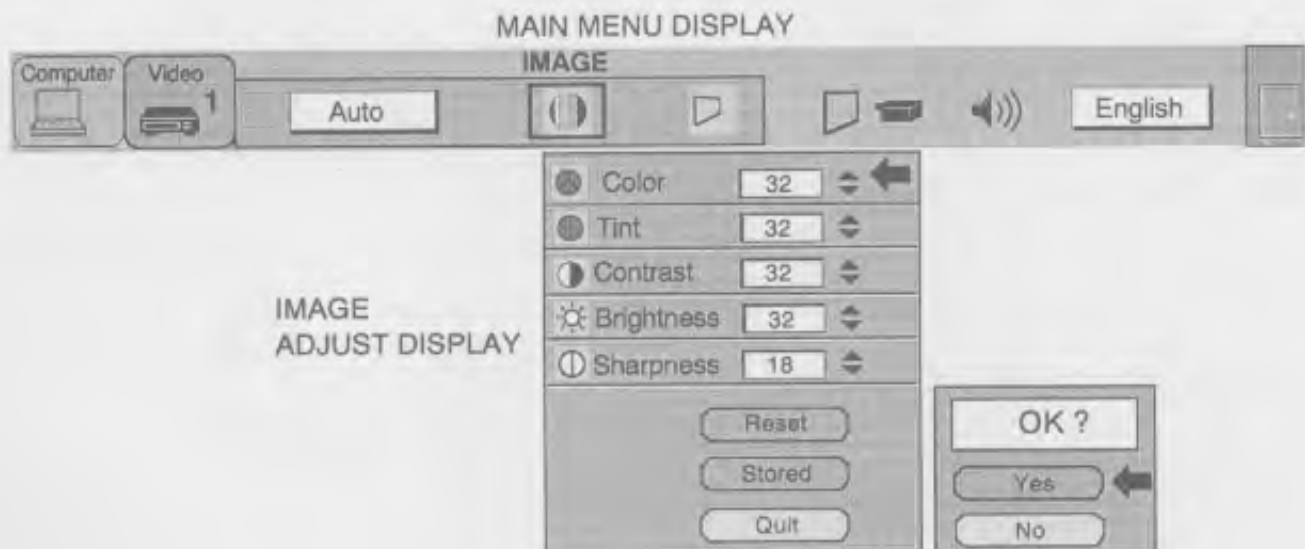 MAIN MENU DISPLAY
IMAGE
Computer Video
1
Auto
English
Color 32
Tint 32
Contrast 32
Brightness 32
Sharpness 18
IMAGE
ADJUST DISPLAY
Reset
Stored
Quit
OK ?
Yes
No